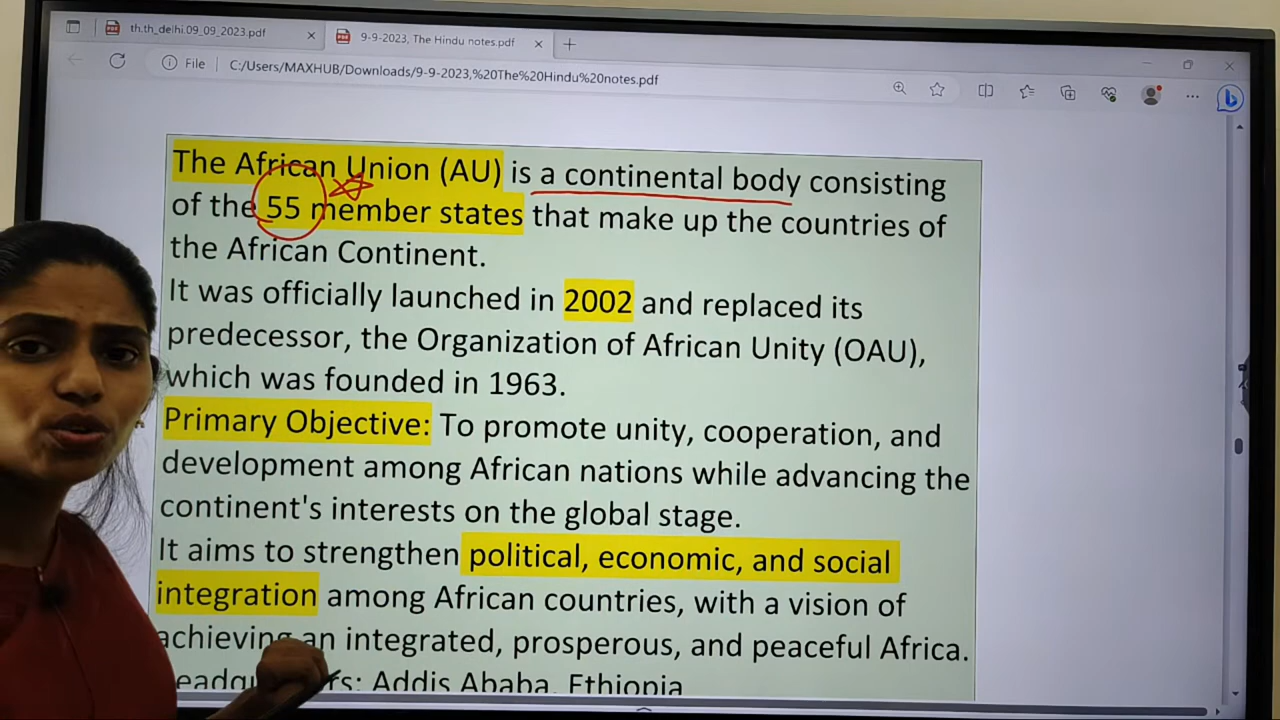 th.th_delhi.09_09_2023.pdf
9-9-2023, The Hindu notes.pdf
File
C:/Users/MAXHUB/Downloads/9-9-2023,%20The%20Hindu%20notes.pdf
The African Union (AU) is a continental body consisting
of the 55 member states that make up the countries of
the African Continent.
It was officially launched in 2002 and replaced its
predecessor, the Organization of African Unity (OAU),
which was founded in 1963.
Primary Objective: To promote unity, cooperation, and
development among African nations while advancing the
continent's interests on the global stage.
It aims to strengthen political, economic, and social
integration among African countries, with a vision of
achieving an integrated, prosperous, and peaceful Africa.
Addis Ababa, Ethiopia